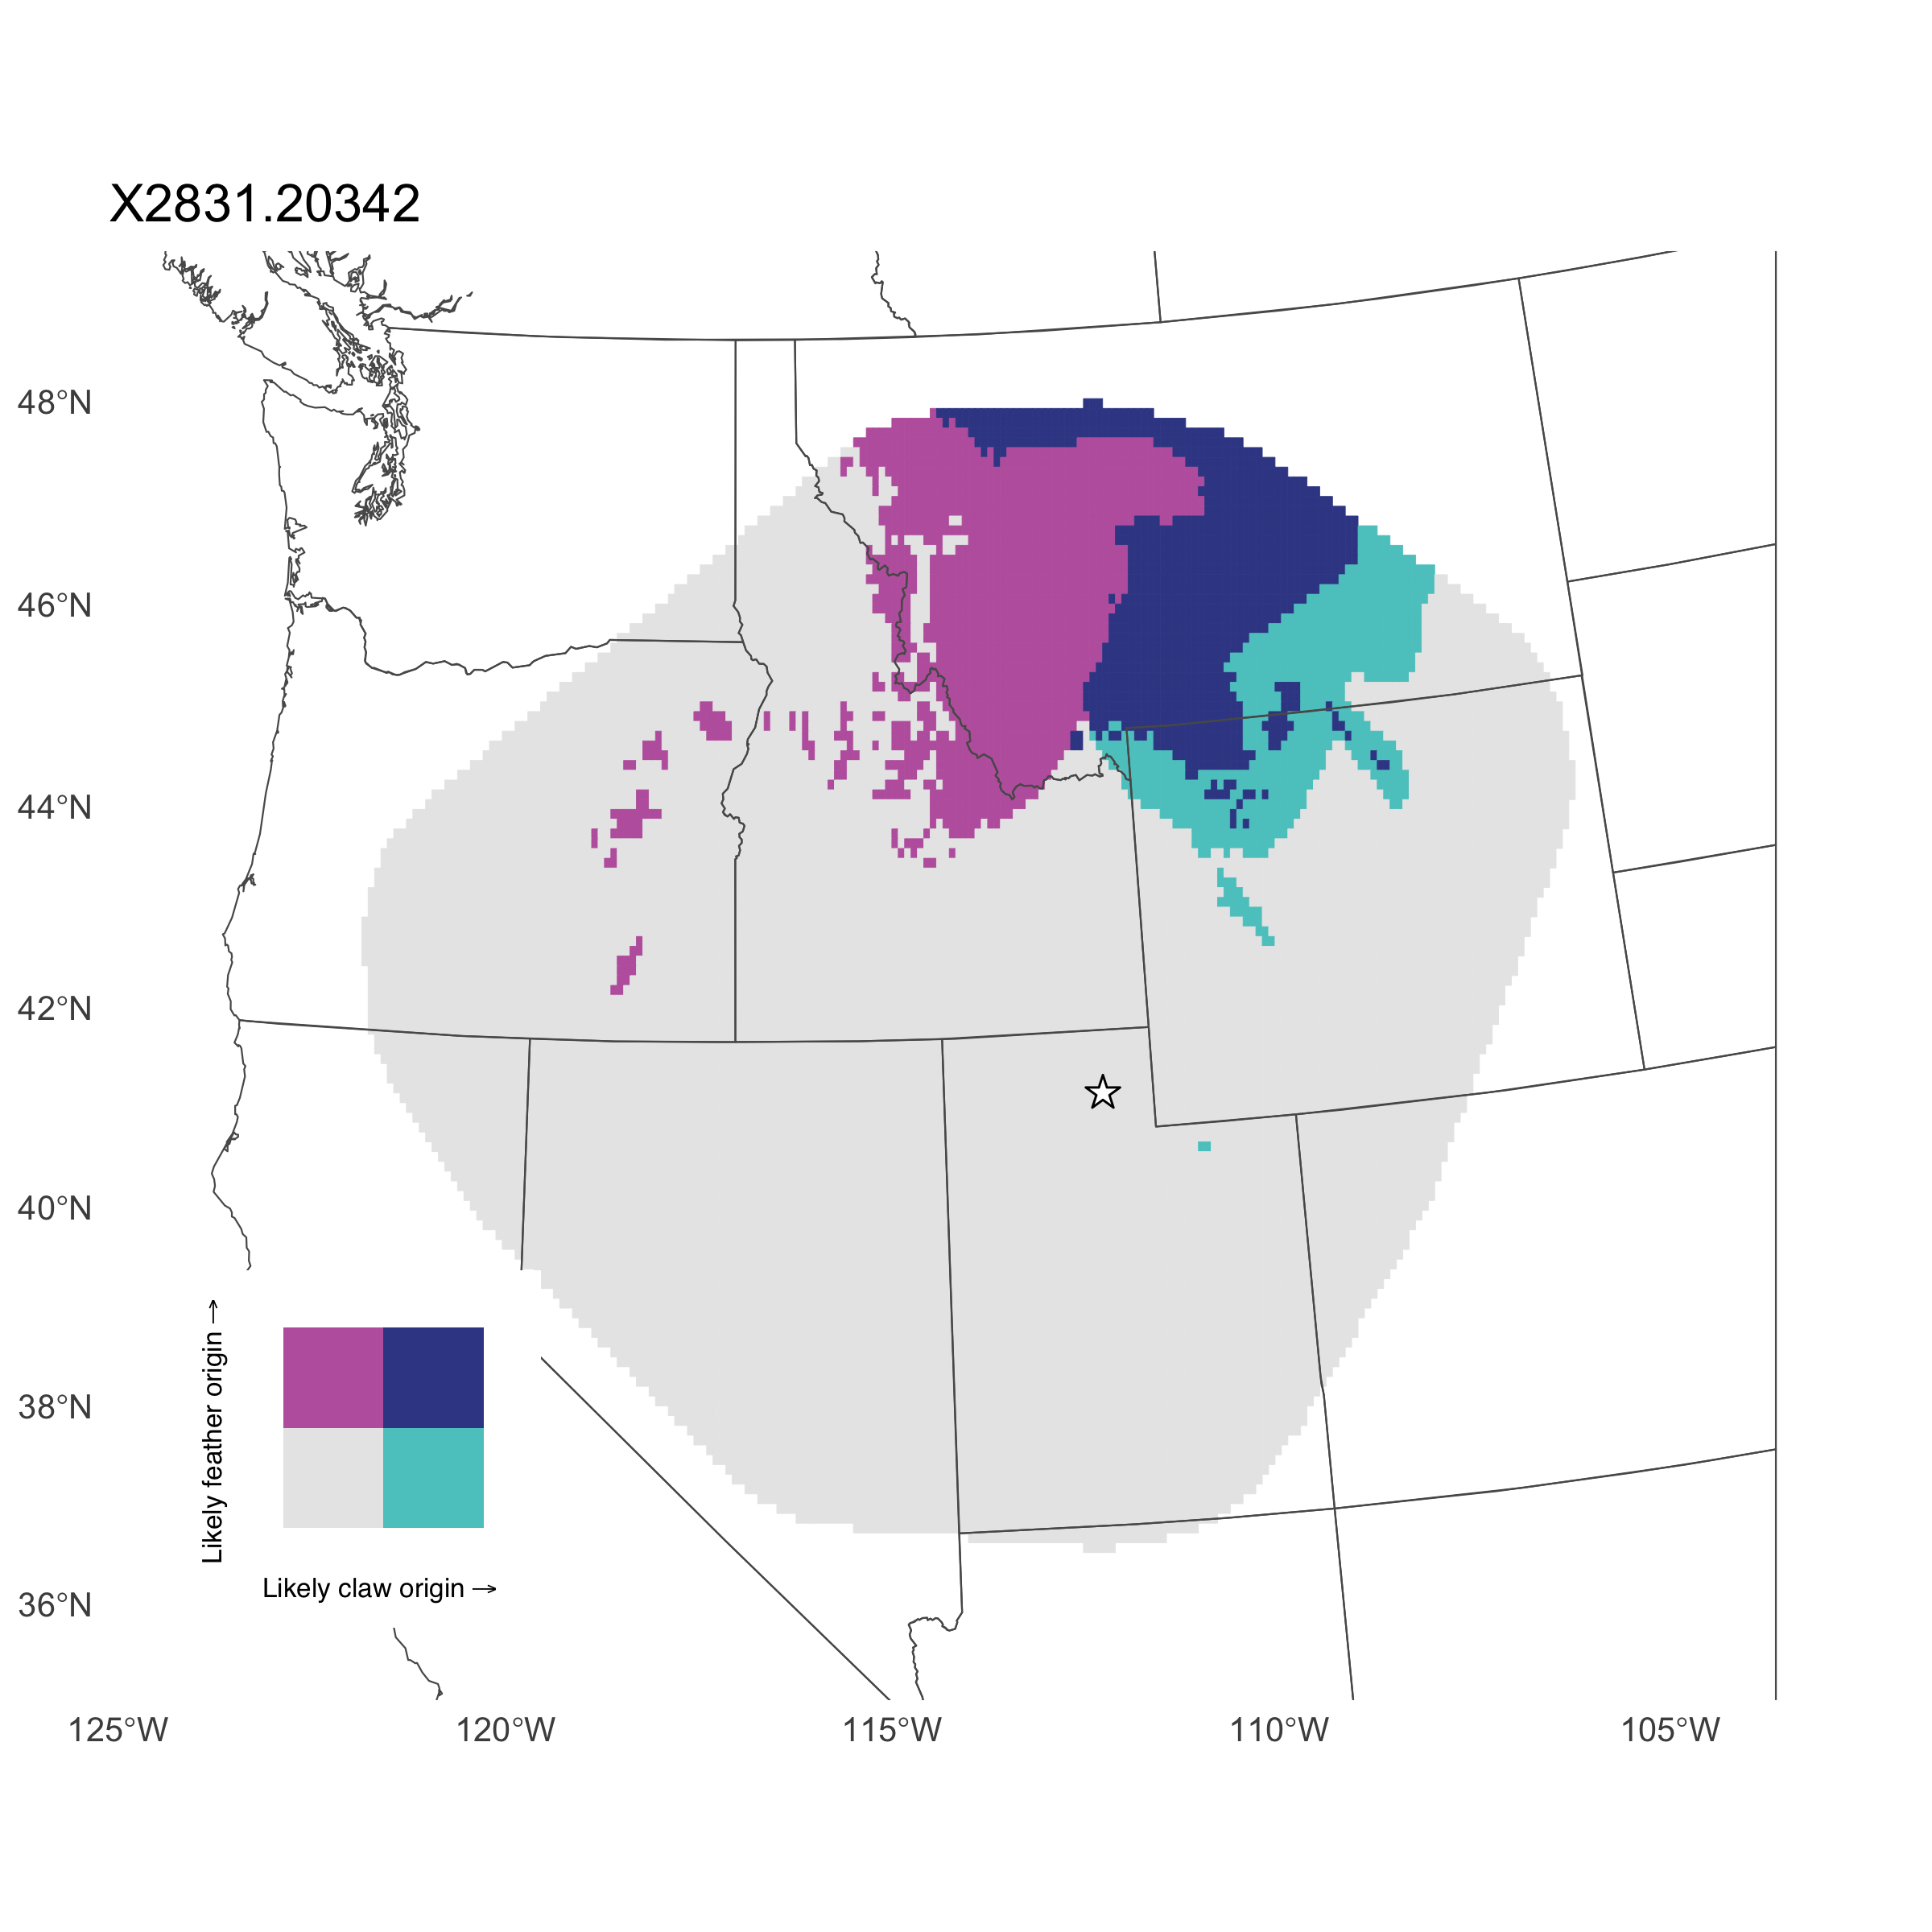 X2831.20342
48°N
46°N
44°N
42°N
40°N
38°N
36°N
Likely feather origin →
Likely claw origin →
125°W
120°W
115°W
110°W
105°W